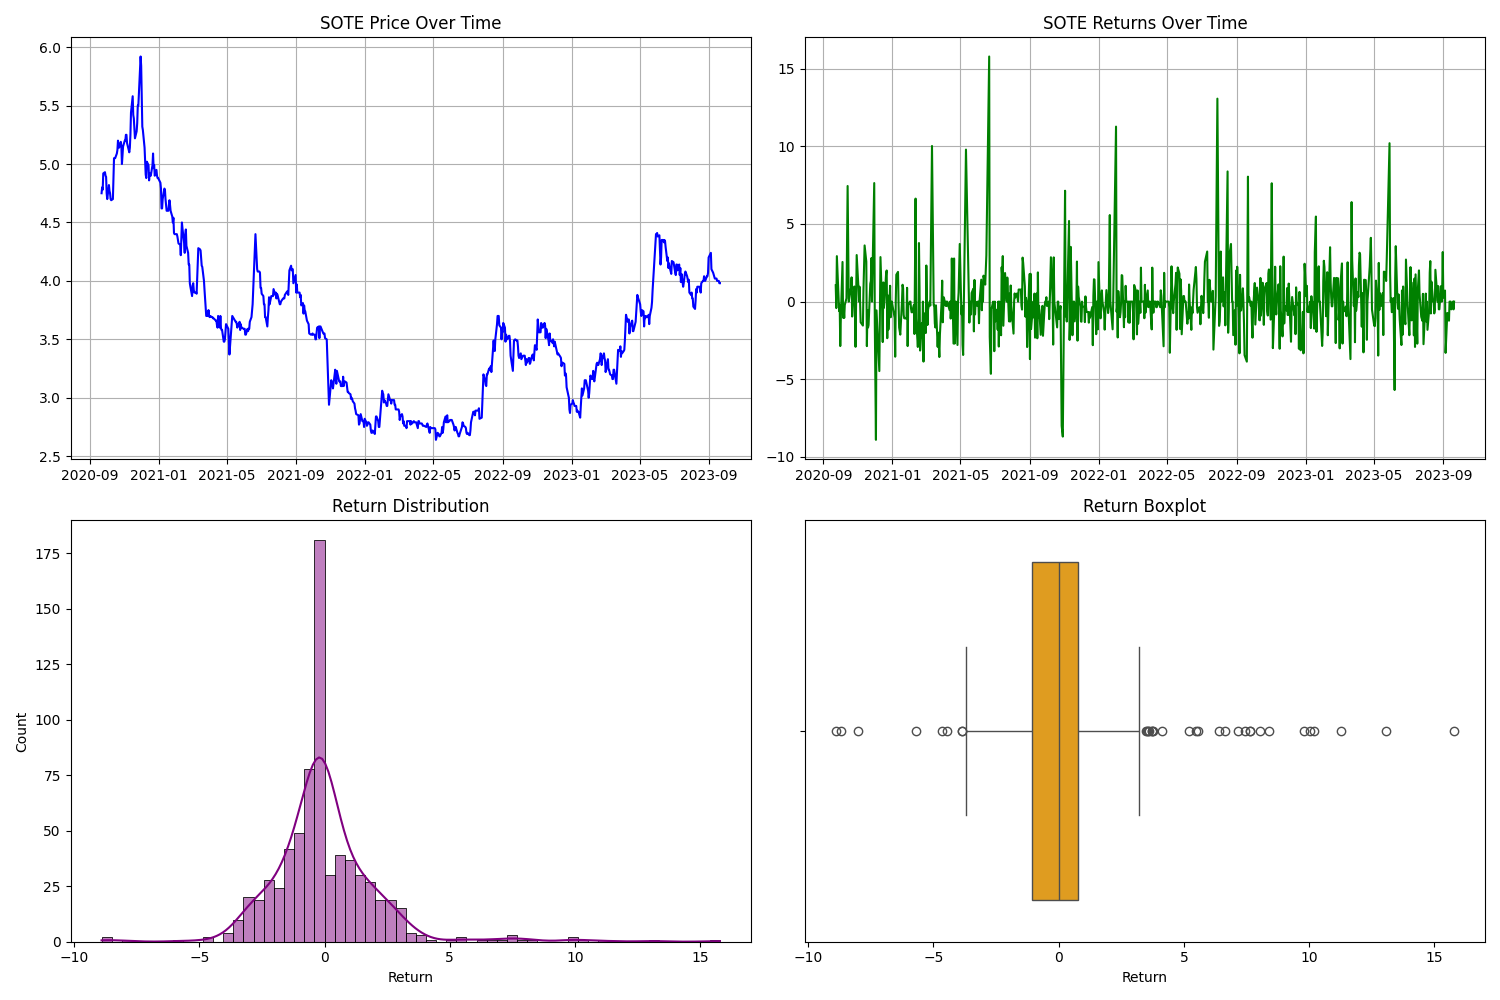 SOTE Price Over Time
6.0
5.5
5.0
4.5
4.0
3.5
3.0
2.5
2020-09 2021-01 2021-05 2021-09 2022-01 2022-05 2022-09 2023-01 2023-05 2023-09
SOTE Returns Over Time
15
10
5
0
−5
−10
2020-09 2021-01 2021-05 2021-09 2022-01 2022-05 2022-09 2023-01 2023-05 2023-09
Return Distribution
Count
175
150
125
100
75
50
25
0
−10 −5 0 5 10 15
Return
Return Boxplot
−10 −5 0 5 10 15
Return